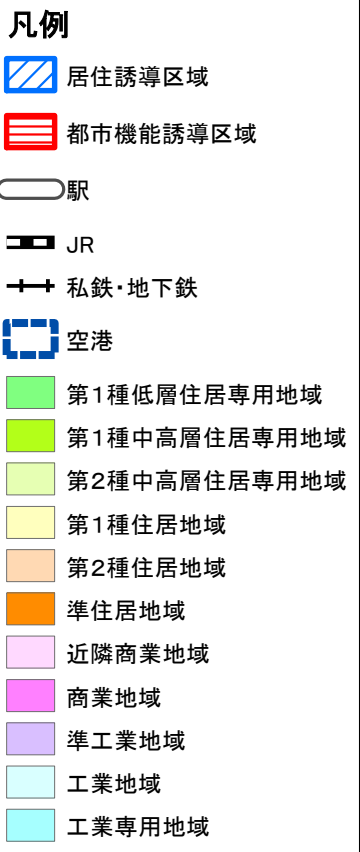 凡例
居住誘導区域
都市機能誘導区域
駅
JR
私鉄・地下鉄
空港
第1種低層住居専用地域
第1種中高層住居専用地域
第2種中高層住居専用地域
第1種住居地域
第2種住居地域
準住居地域
近隣商業地域
商業地域
準工業地域
工業地域
工業専用地域